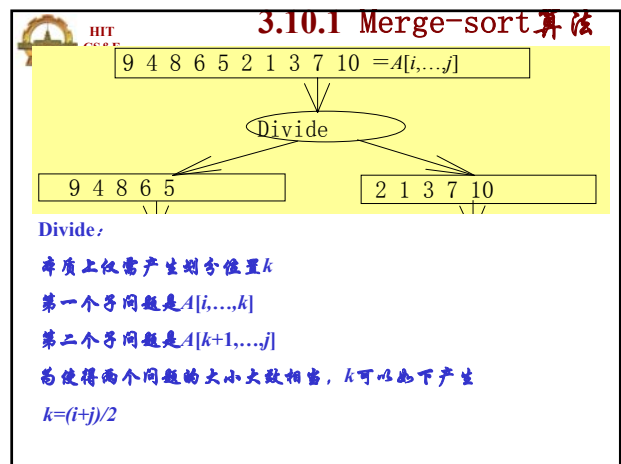 HIT
CS&E
3.10.1 Merge-sort算法
9 4 8 6 5 2 1 3 7 10 =A[i,…,j]
Divide
9 4 8 6 5
2 1 3 7 10
Divide:
本质上仅需产生划分位置k
第一个子问题是A[i,…,k]
第二个子问题是A[k+1,…,j]
为使得两个问题的大小大致相当，k可以如下产生
k=(i+j)/2